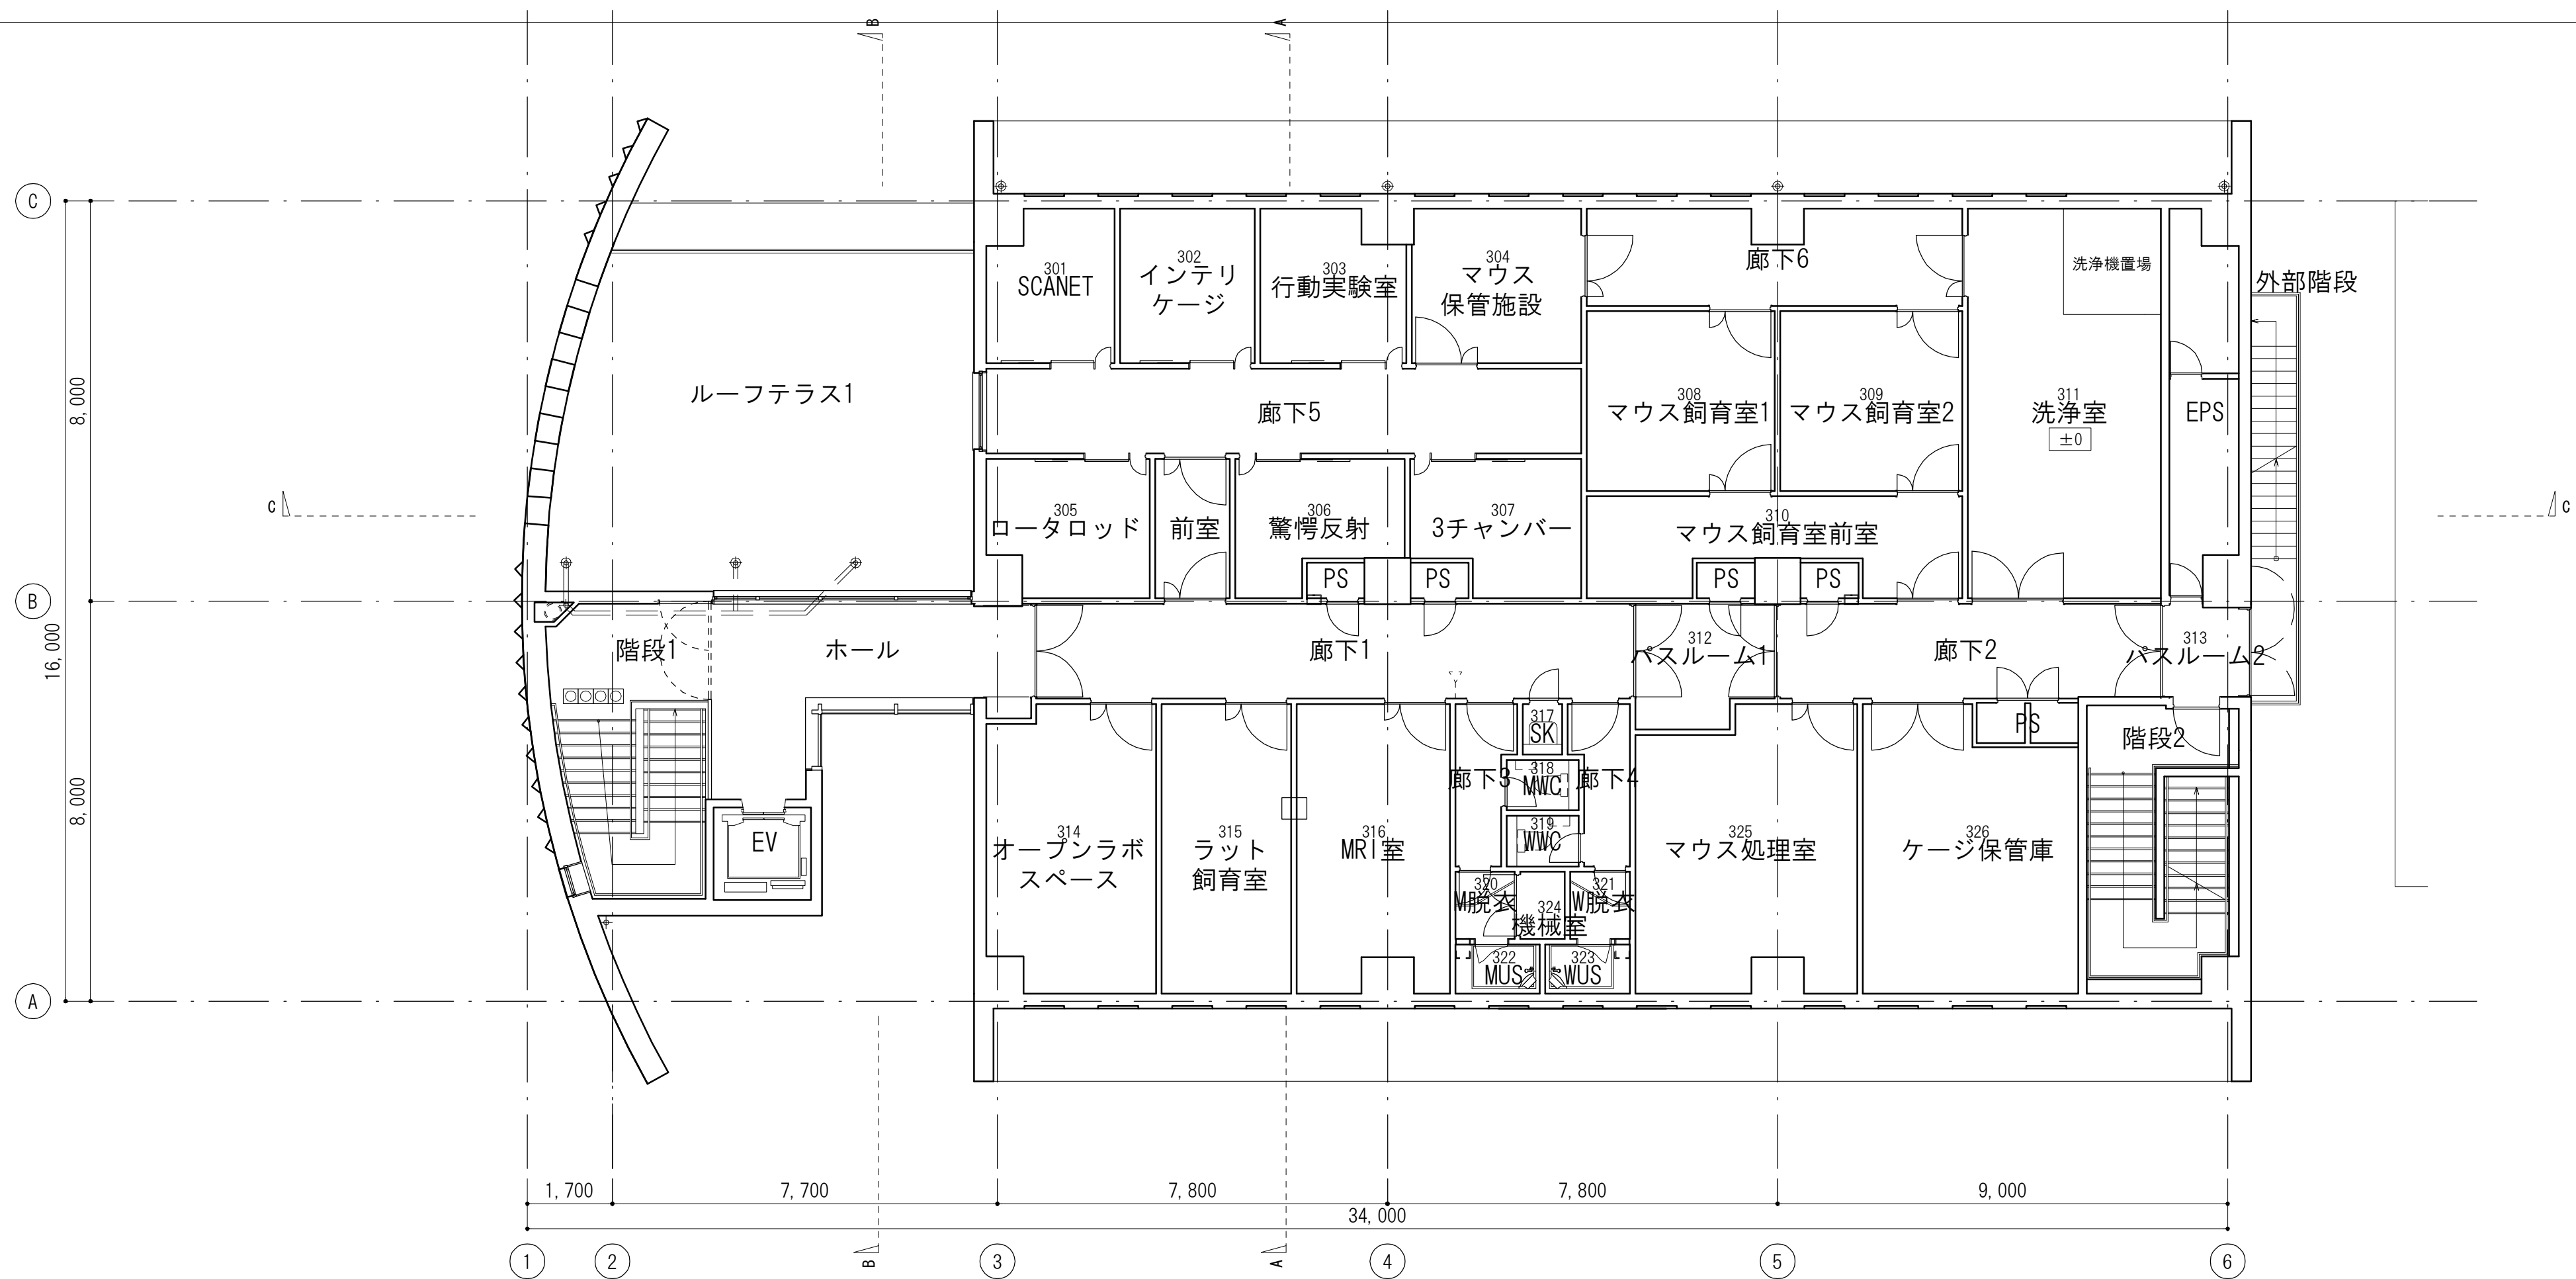 B
A
C
301
SCANET
302
インテリ
ケージ
303
行動実験室
304
マウス
保管施設
廊下6
洗浄機置場
外部階段
ルーフテラス1
廊下5
308
マウス飼育室1
309
マウス飼育室2
311
洗浄室
±0
EPS
8,000
16,000
C
C
305
ロータロッド
前室
306
驚愕反射
307
3チャンバー
310
マウス飼育室前室
PS
PS
PS
PS
B
階段1
ホール
廊下1
312
パスルーム1
廊下2
313
パスルーム2
8,000
EV
314
オープンラボ
スペース
315
ラット
飼育室
316
MRI室
317
SK
廊下3
318
MWC
廊下4
319
WWC
320
M脱衣
321
W脱衣
324
機械室
322
MUS
323
WUS
325
マウス処理室
326
ケージ保管庫
PS
階段2
A
1,700
7,700
7,800
7,800
9,000
34,000
B
A
1
2
3
4
5
6